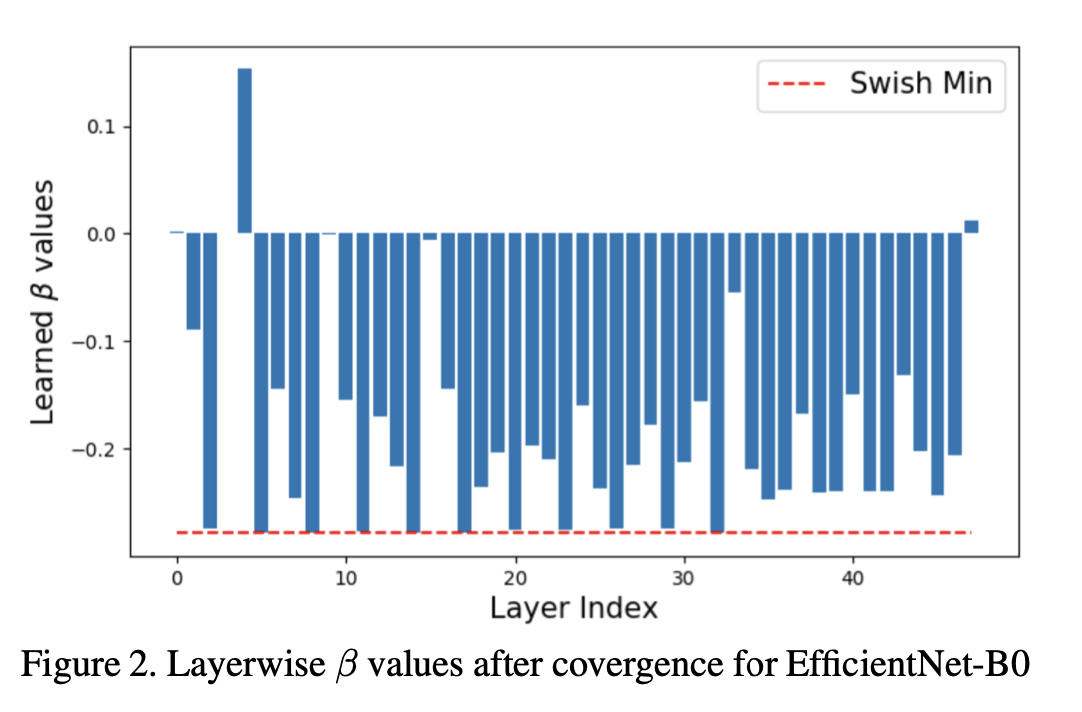 Swish Min
0.1
0.0
−0.1
−0.2
Learned β values
0 10 20 30 40
Layer Index
Figure 2. Layerwise β values after covergence for EfficientNet-B0